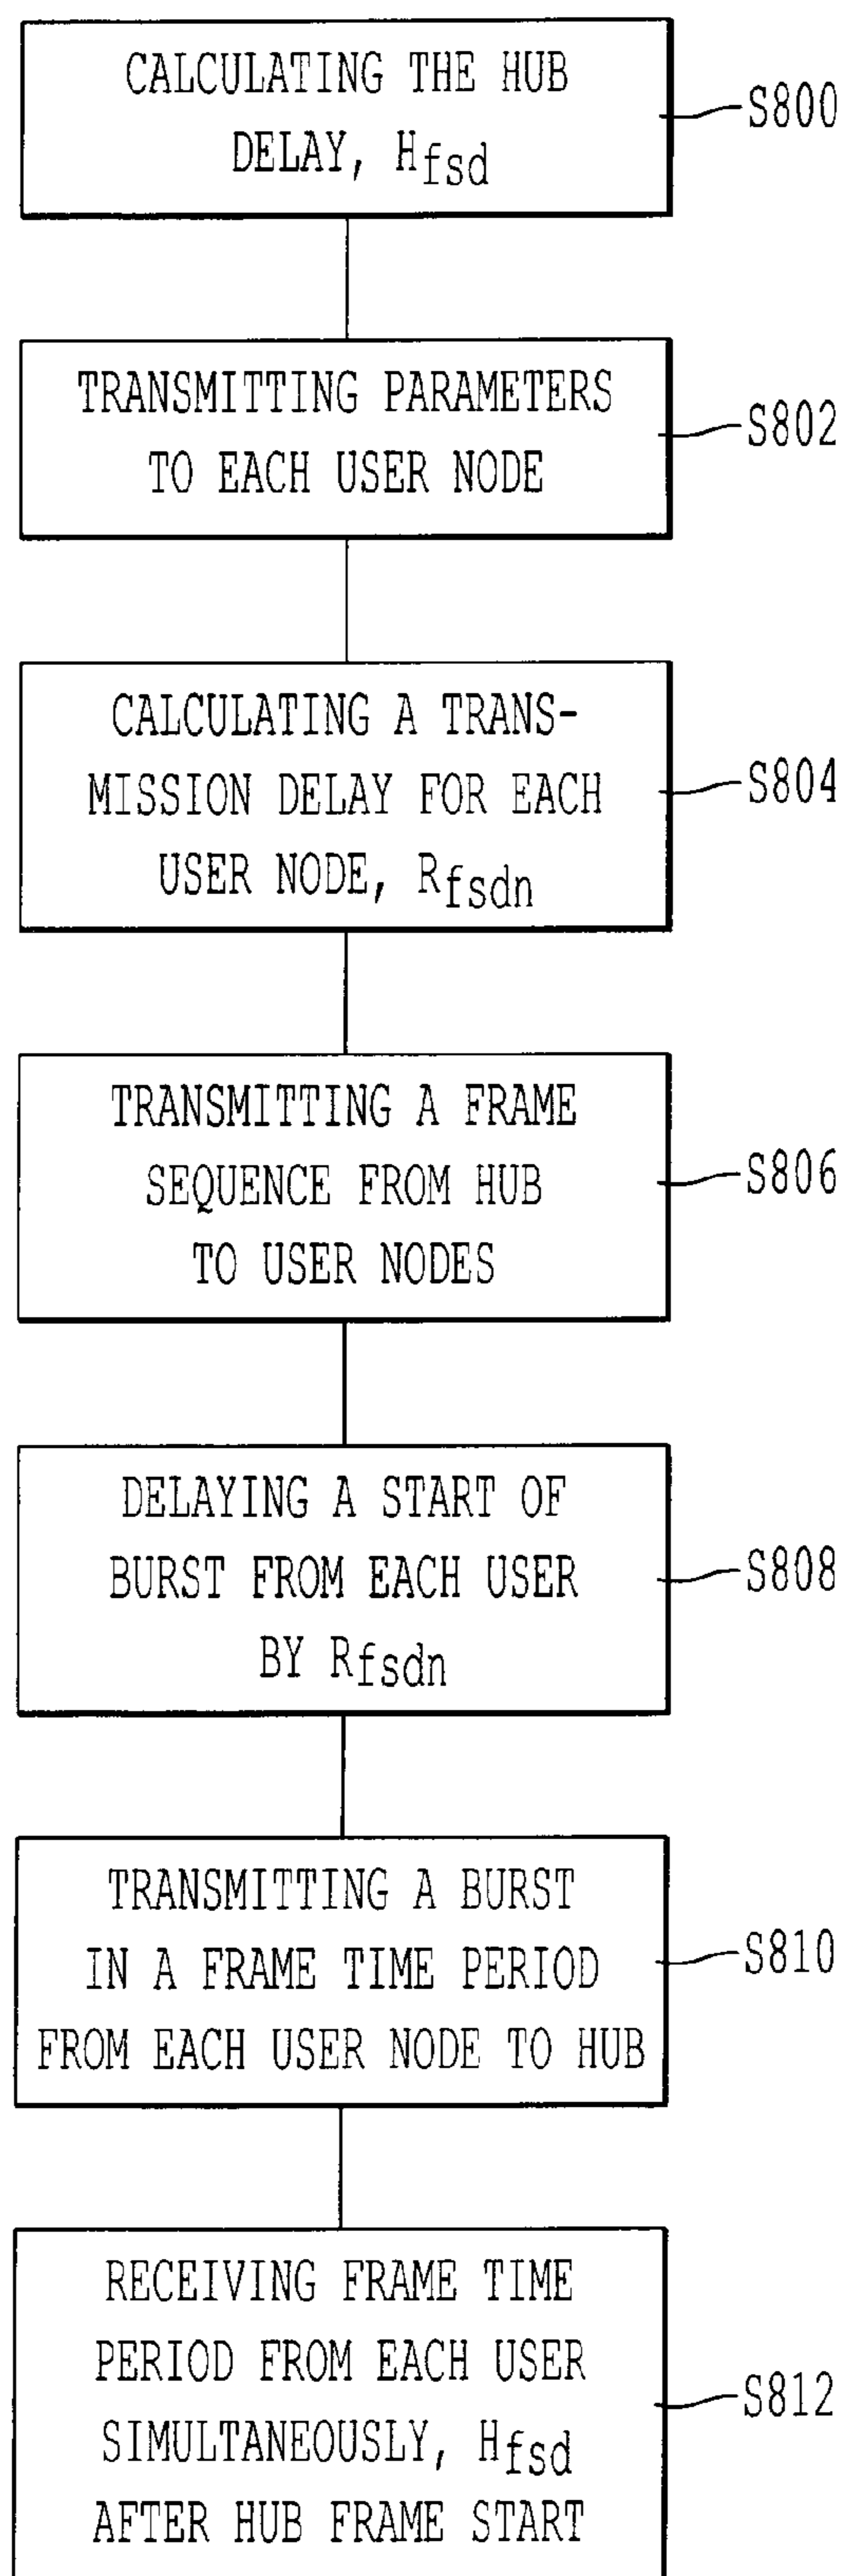 CALCULATING THE HUB
DELAY, Hfsd
S800
TRANSMITTING PARAMETERS
TO EACH USER NODE
S802
CALCULATING A TRANS-
MISSION DELAY FOR EACH
USER NODE, Rfsdn
S804
TRANSMITTING A FRAME
SEQUENCE FROM HUB
TO USER NODES
S806
DELAYING A START OF
BURST FROM EACH USER
BY Rfsdn
S808
TRANSMITTING A BURST
IN A FRAME TIME PERIOD
FROM EACH USER NODE TO HUB
S810
RECEIVING FRAME TIME
PERIOD FROM EACH USER
SIMULTANEOUSLY, Hfsd
AFTER HUB FRAME START
S812